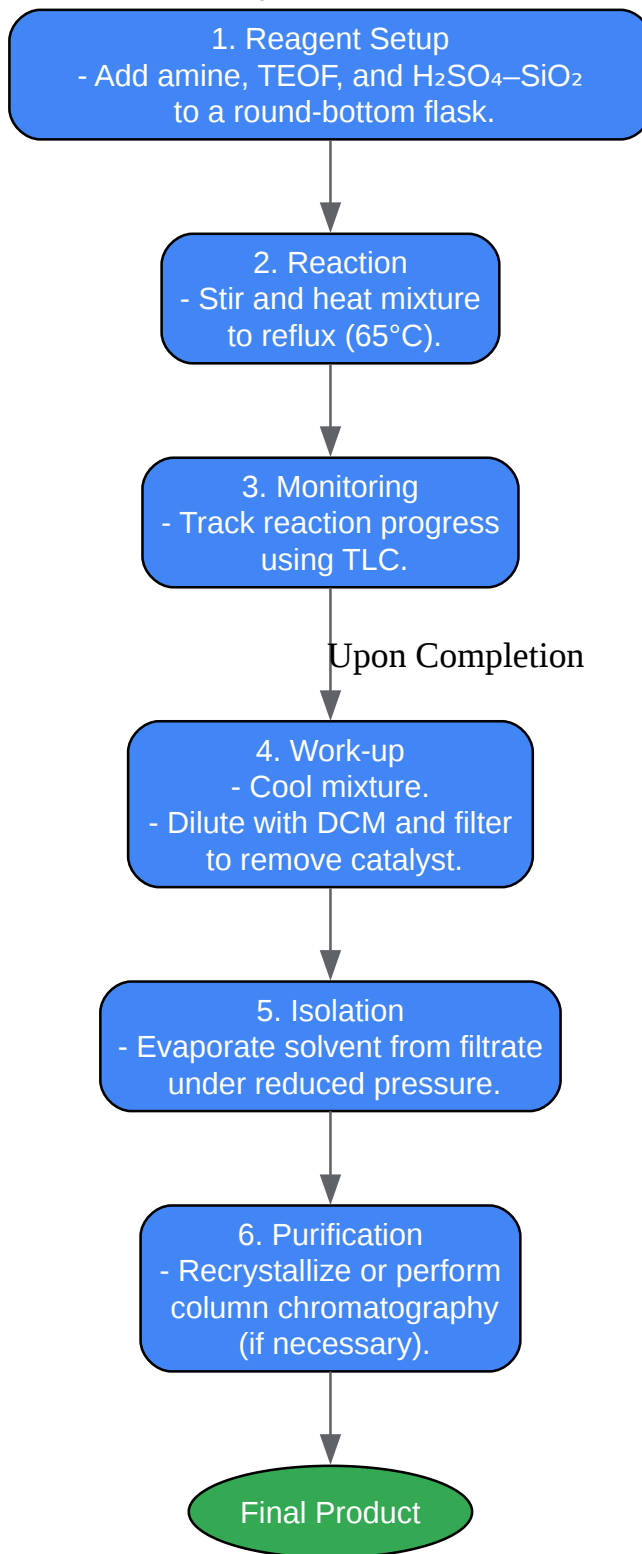 1. Reagent Setup
- Add amine, TEOF, and H₂SO₄–SiO₂
to a round-bottom flask.
2. Reaction
- Stir and heat mixture
to reflux (65°C).
3. Monitoring
- Track reaction progress
using TLC.
Upon Completion
4. Work-up
- Cool mixture.
- Dilute with DCM and filter
to remove catalyst.
5. Isolation
- Evaporate solvent from filtrate
under reduced pressure.
6. Purification
- Recrystallize or perform
column chromatography
(if necessary).
Final Product